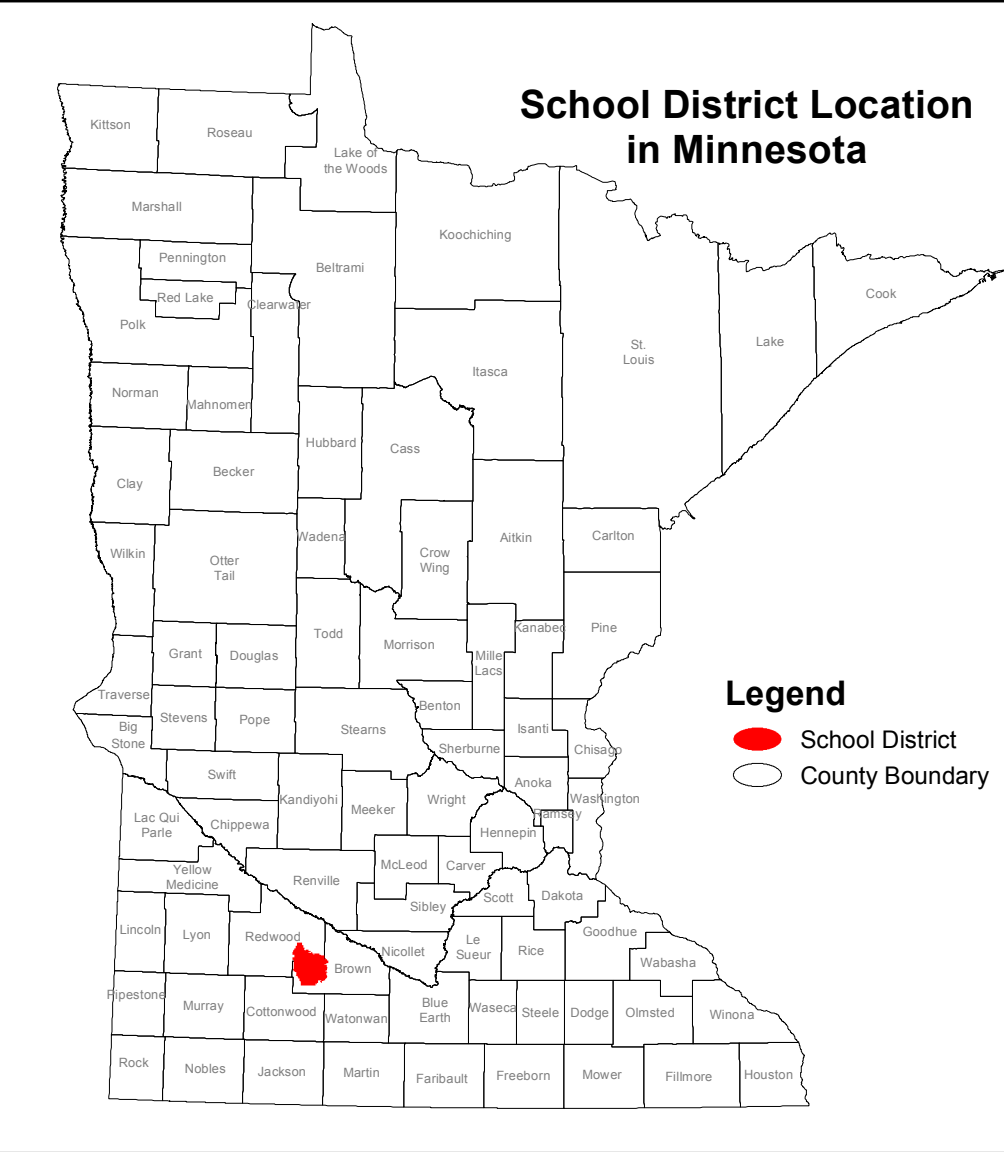 School District Location
in Minnesota
Kittson
Roseau
Lake of
the Woods
Marshall
Koochiching
Pennington
Beltrami
Red Lake
Clearwater
Cook
Polk
St.
Louis
Lake
Itasca
Norman
Mahnomen
Hubbard
Cass
Becker
Clay
Wadena
Aitkin
Carlton
Wilkin
Crow
Wing
Otter
Tail
Todd
Kanabec
Pine
Morrison
Grant
Douglas
Mille
Lacs
Traverse
Benton
Stevens
Pope
Stearns
Isanti
Big
Stone
Sherburne
Chisago
Swift
Anoka
Kandiyohi
Meeker
Wright
Washington
Ramsey
Lac Qui
Parle
Chippewa
Hennepin
McLeod
Carver
Yellow
Medicine
Renville
Scott
Dakota
Sibley
Lincoln
Lyon
Redwood
Goodhue
Nicollet
Le
Sueur
Rice
Wabasha
Brown
Pipestone
Murray
Cottonwood
Watonwan
Blue
Earth
Waseca
Steele
Dodge
Olmsted
Winona
Rock
Nobles
Jackson
Martin
Faribault
Freeborn
Mower
Fillmore
Houston
Legend
School District
County Boundary